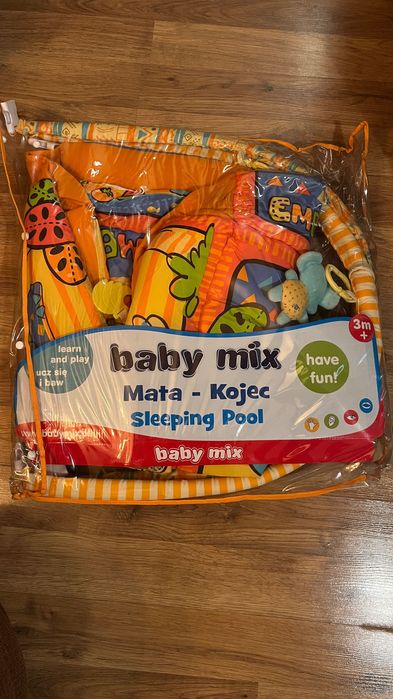 learn
and play
ucz się
i baw
baby mix
Mata - Kojec
Sleeping Pool
have
fun!
3m
+
baby mix